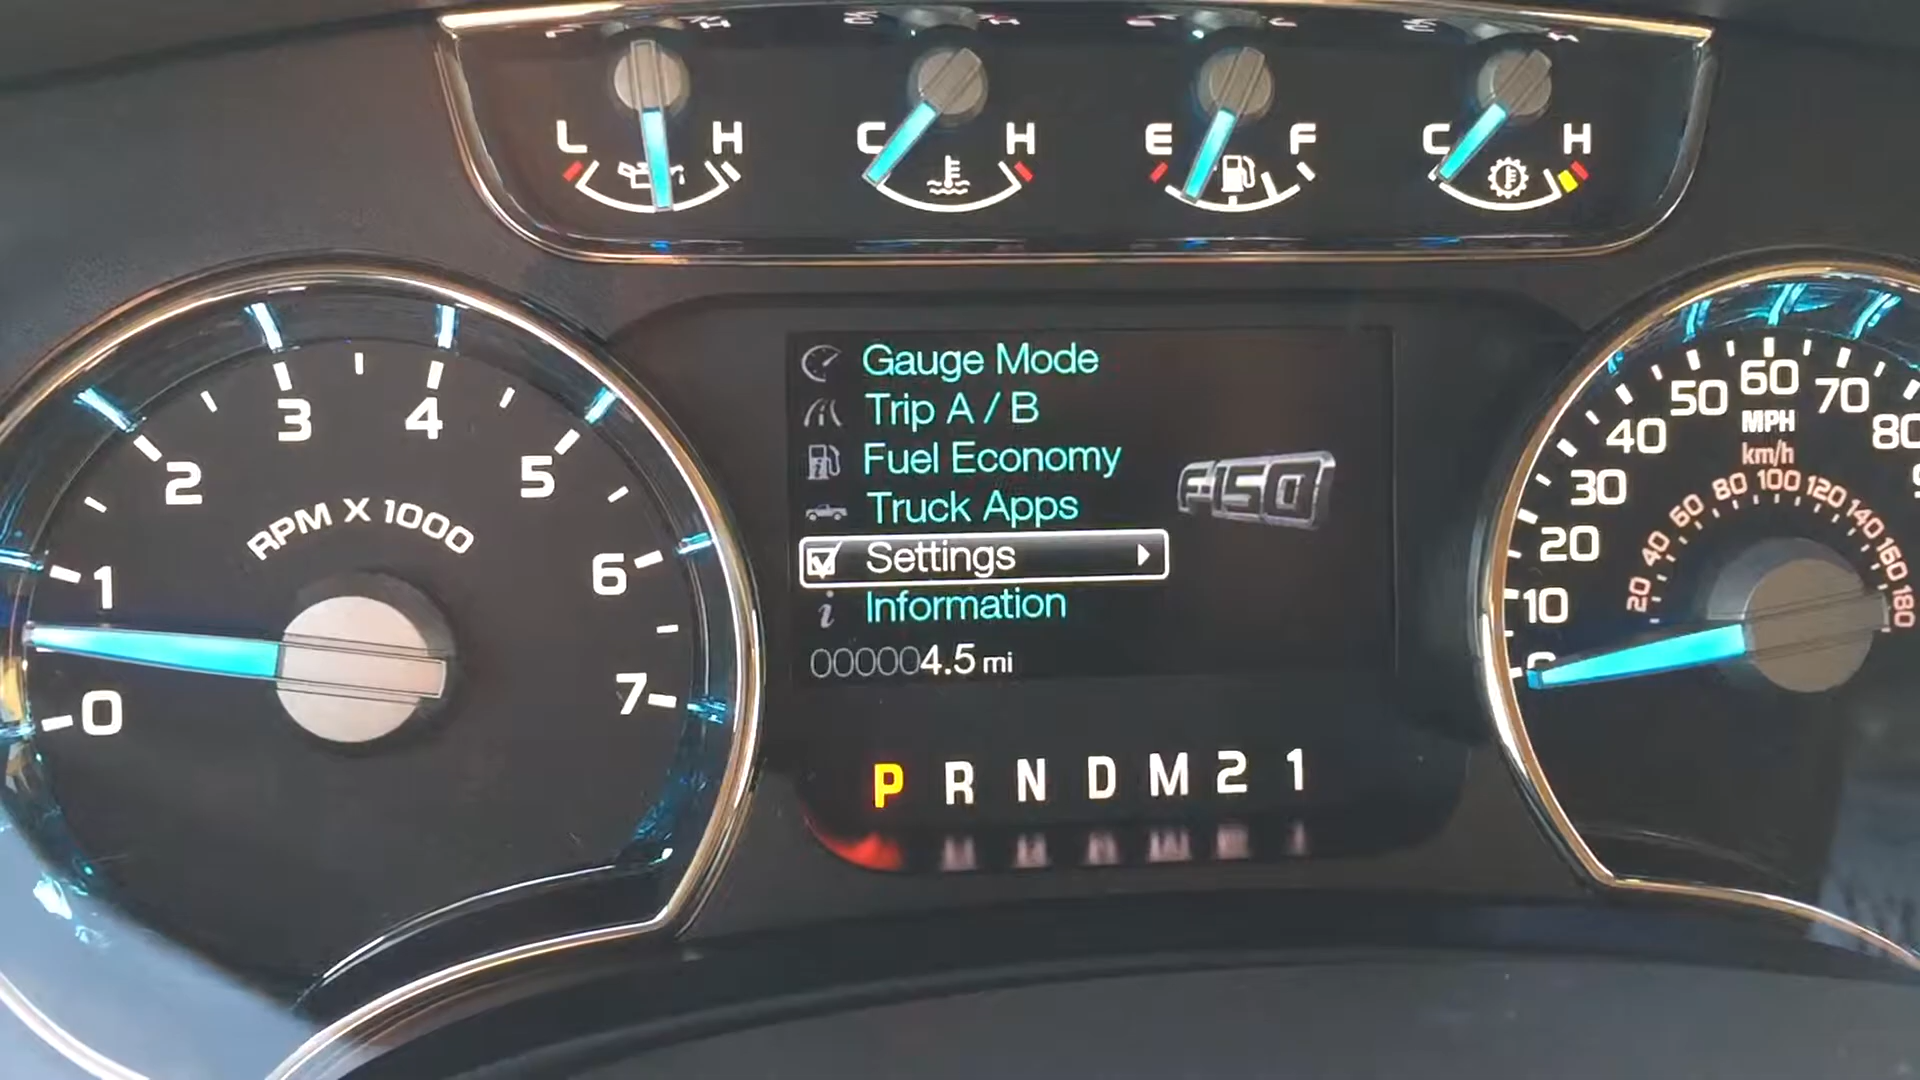 L H
C H
E F
C H
0 1 2 3 4 5 6 7
RPM X 1000
Gauge Mode
Trip A / B
Fuel Economy
Truck Apps
Settings
i Information
000004.5 mi
F150
P R N D M 2 1
10 20 30 40 50 60 70 80
MPH
km/h
20 40 60 80 100 120 140 160 180